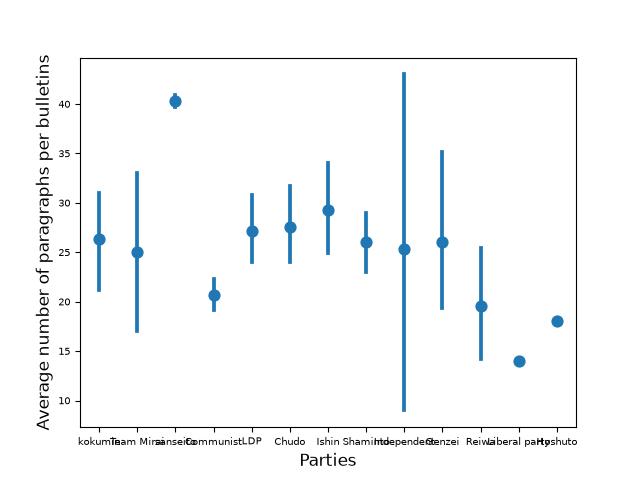 Average number of paragraphs per bulletins
40
35
30
25
20
15
10
kokumin Team Mirai sanseito Communist LDP Chudo Ishin Shaminto Independent Genzei Reiwa Liberal party Hoshuto
Parties